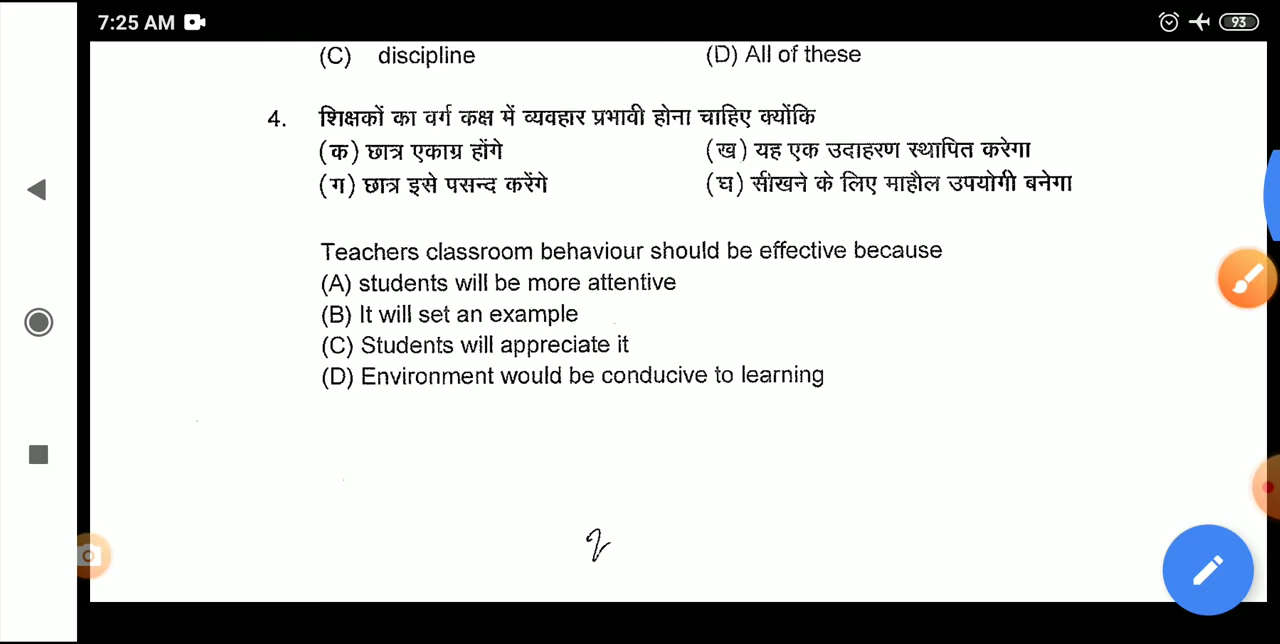 7:25 AM
93
(C) discipline (D) All of these
4. शिक्षकों का वर्ग कक्ष में व्यवहार प्रभावी होना चाहिए क्योंकि
(क) छात्र एकाग्र होंगे (ख) यह एक उदाहरण स्थापित करेगा
(ग) छात्र इसे पसन्द करेंगे (घ) सीखने के लिए माहौल उपयोगी बनेगा
Teachers classroom behaviour should be effective because
(A) students will be more attentive
(B) It will set an example
(C) Students will appreciate it
(D) Environment would be conducive to learning
2